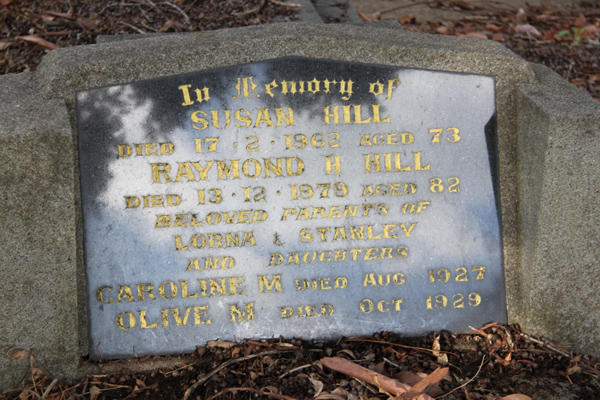 In Memory of
SUSAN HILL
DIED 17 · 2 · 1962 AGED 73
RAYMOND H HILL
DIED 13 · 12 · 1979 AGED 82
BELOVED PARENTS OF
LORNA & STANLEY
AND DAUGHTERS
CAROLINE M DIED AUG 1927
OLIVE M DIED OCT 1929